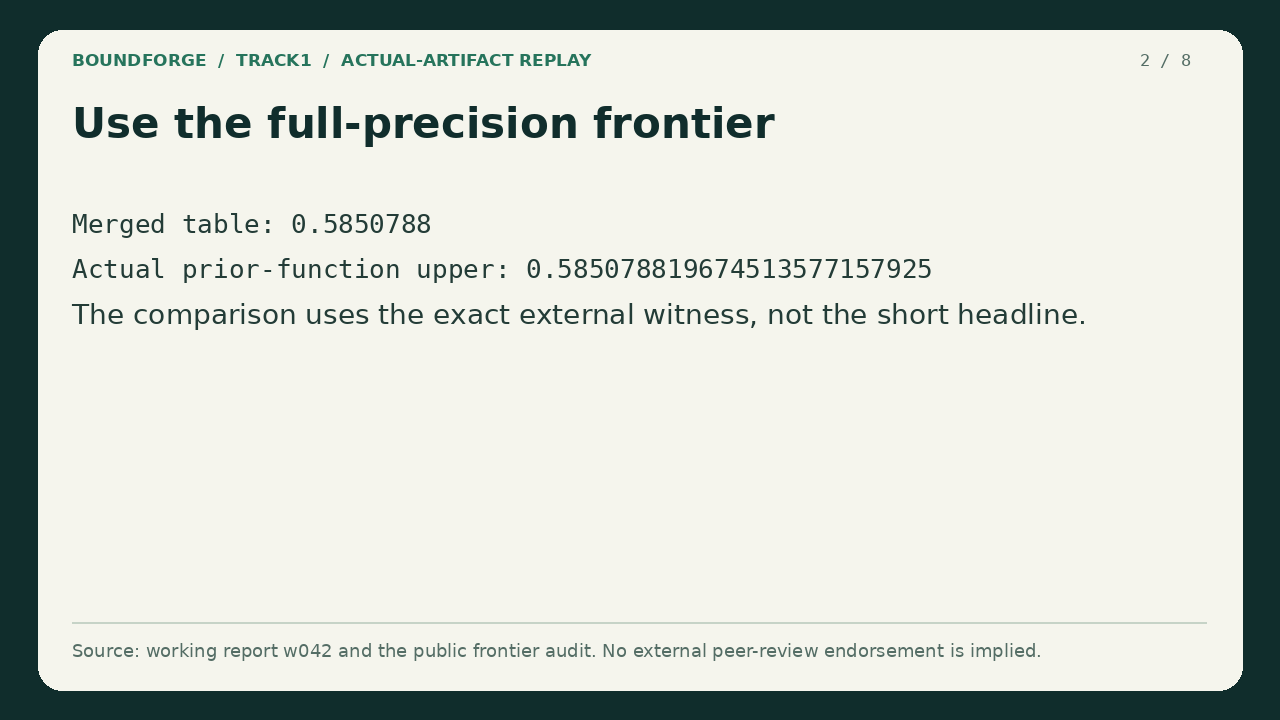 BOUNDFORGE / TRACK1 / ACTUAL-ARTIFACT REPLAY
2 / 8
Use the full-precision frontier
Merged table: 0.5850788
Actual prior-function upper: 0.585078819674513577157925
The comparison uses the exact external witness, not the short headline.
Source: working report w042 and the public frontier audit. No external peer-review endorsement is implied.